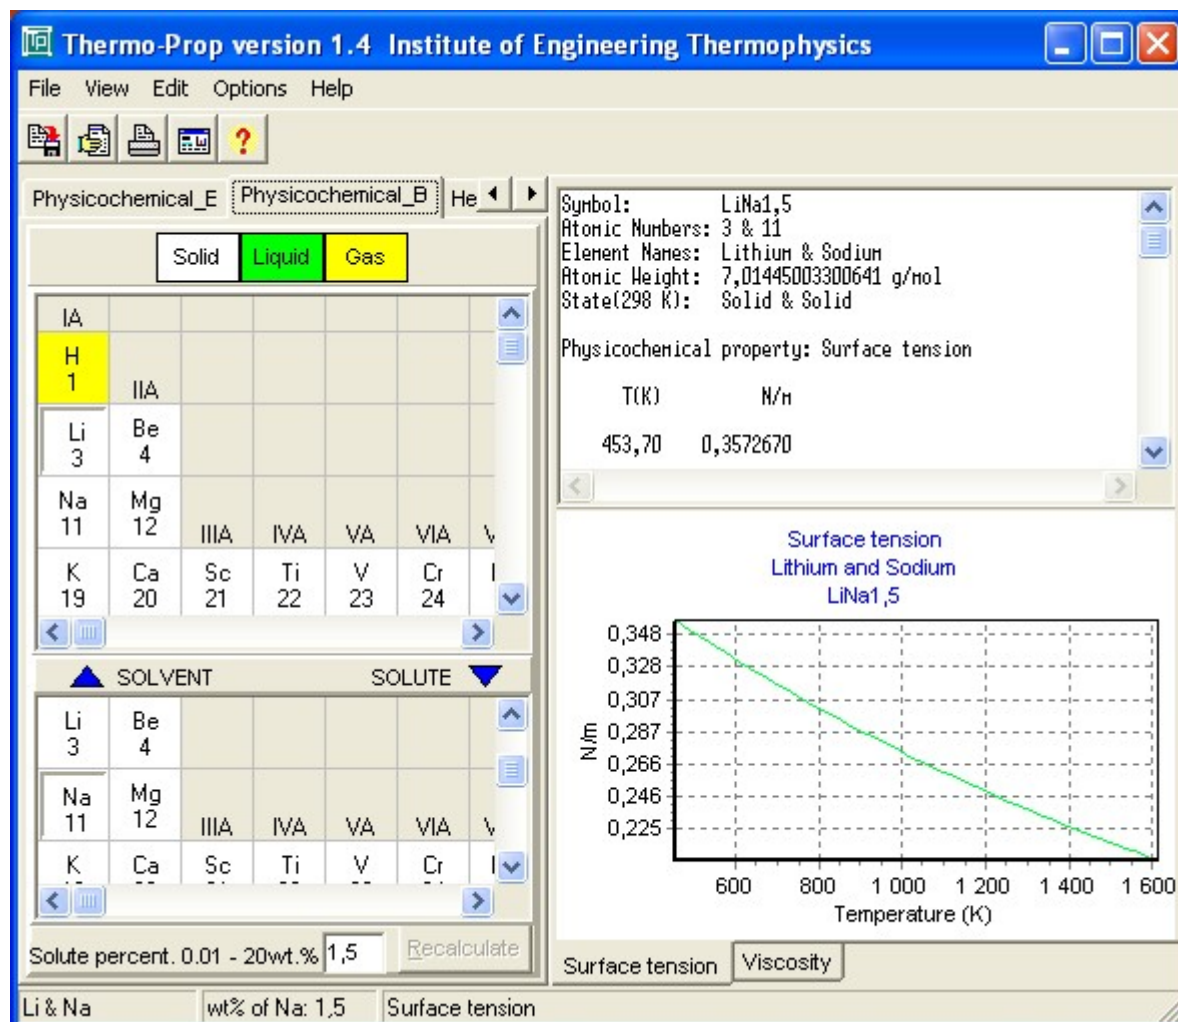 Thermo-Prop version 1.4 Institute of Engineering Thermophysics
File View Edit Options Help
Physicochemical_E Physicochemical_B He
Solid Liquid Gas
IA
H
1
IIA
Li Be
3 4
Na Mg
11 12 IIIA IVA VA VIA V
K Ca Sc Ti V Cr
19 20 21 22 23 24
SOLVENT SOLUTE
Li Be
3 4
Na Mg
11 12 IIIA IVA VA VIA V
K Ca Sc Ti V Cr
Solute percent. 0.01 - 20wt.% 1,5 Recalculate
Li & Na wt% of Na: 1,5 Surface tension
Symbol: LiNa1,5
Atomic Numbers: 3 & 11
Element Names: Lithium & Sodium
Atomic Weight: 7,01445003300641 g/mol
State(298 K): Solid & Solid
Physicochemical property: Surface tension
T(K) N/m
453,70 0,3572670
Surface tension
Lithium and Sodium
LiNa1,5
0,348
0,328
0,307
0,287
0,266
0,246
0,225
N/m
600 800 1 000 1 200 1 400 1 600
Temperature (K)
Surface tension Viscosity